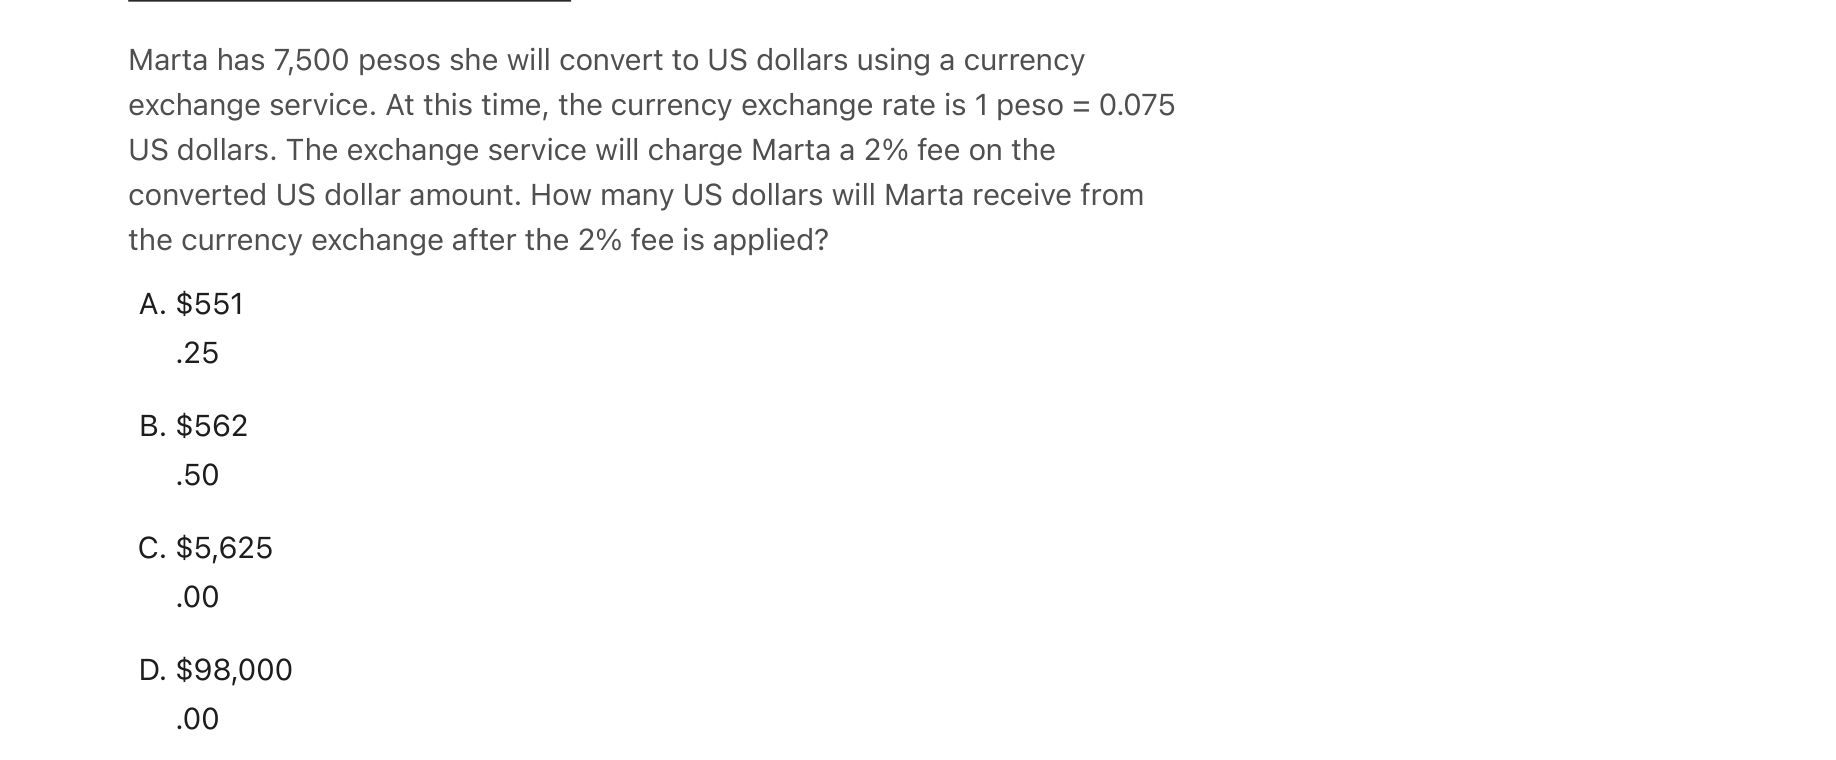 Marta has 7,500 pesos she will convert to US dollars using a currency
exchange service. At this time, the currency exchange rate is 1 peso = 0.075
US dollars. The exchange service will charge Marta a 2% fee on the
converted US dollar amount. How many US dollars will Marta receive from
the currency exchange after the 2% fee is applied?
A. $551
.25
B. $562
.50
C. $5,625
.00
D. $98,000
.00